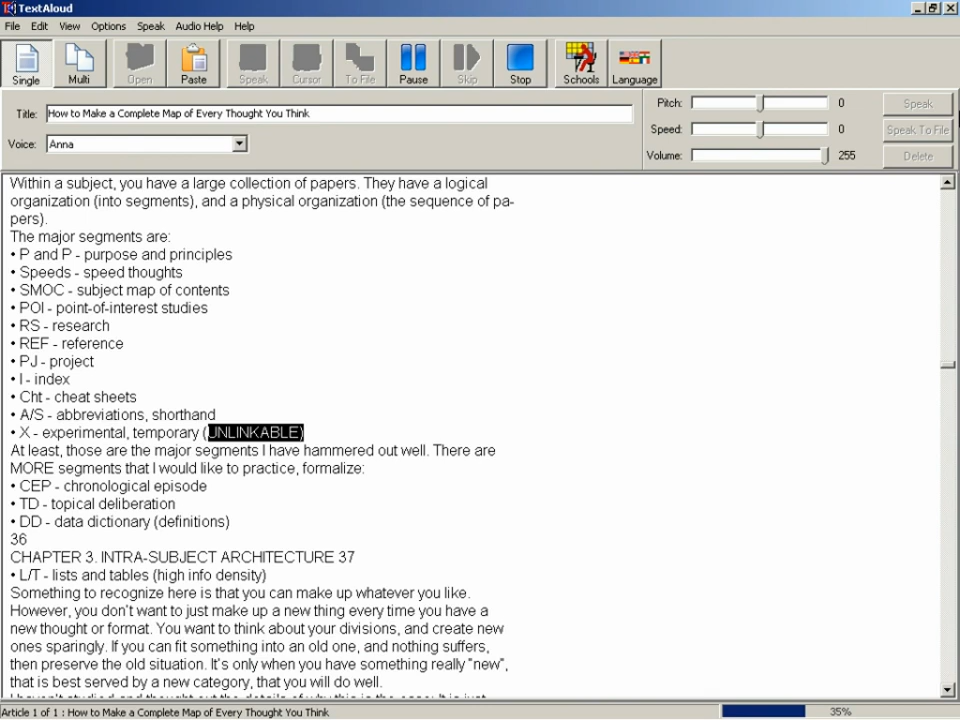 TextAloud
File Edit View Options Speak Audio Help Help
Single Multi Open Paste Speak Cursor To File Pause Skip Stop Schools Language
Title: How to Make a Complete Map of Every Thought You Think
Voice: Anna
Pitch: 0 Speak
Speed: 0 Speak To File
Volume: 255 Delete
Within a subject, you have a large collection of papers. They have a logical
organization (into segments), and a physical organization (the sequence of pa-
pers).
The major segments are:
• P and P - purpose and principles
• Speeds - speed thoughts
• SMOC - subject map of contents
• POI - point-of-interest studies
• RS - research
• REF - reference
• PJ - project
• I - index
• Cht - cheat sheets
• A/S - abbreviations, shorthand
• X - experimental, temporary (UNLINKABLE)
At least, those are the major segments I have hammered out well. There are
MORE segments that I would like to practice, formalize:
• CEP - chronological episode
• TD - topical deliberation
• DD - data dictionary (definitions)
36
CHAPTER 3. INTRA-SUBJECT ARCHITECTURE 37
• L/T - lists and tables (high info density)
Something to recognize here is that you can make up whatever you like.
However, you don't want to just make up a new thing every time you have a
new thought or format. You want to think about your divisions, and create new
ones sparingly. If you can fit something into an old one, and nothing suffers,
then preserve the old situation. It's only when you have something really "new",
that is best served by a new category, that you will do well.
Article 1 of 1 : How to Make a Complete Map of Every Thought You Think 35%